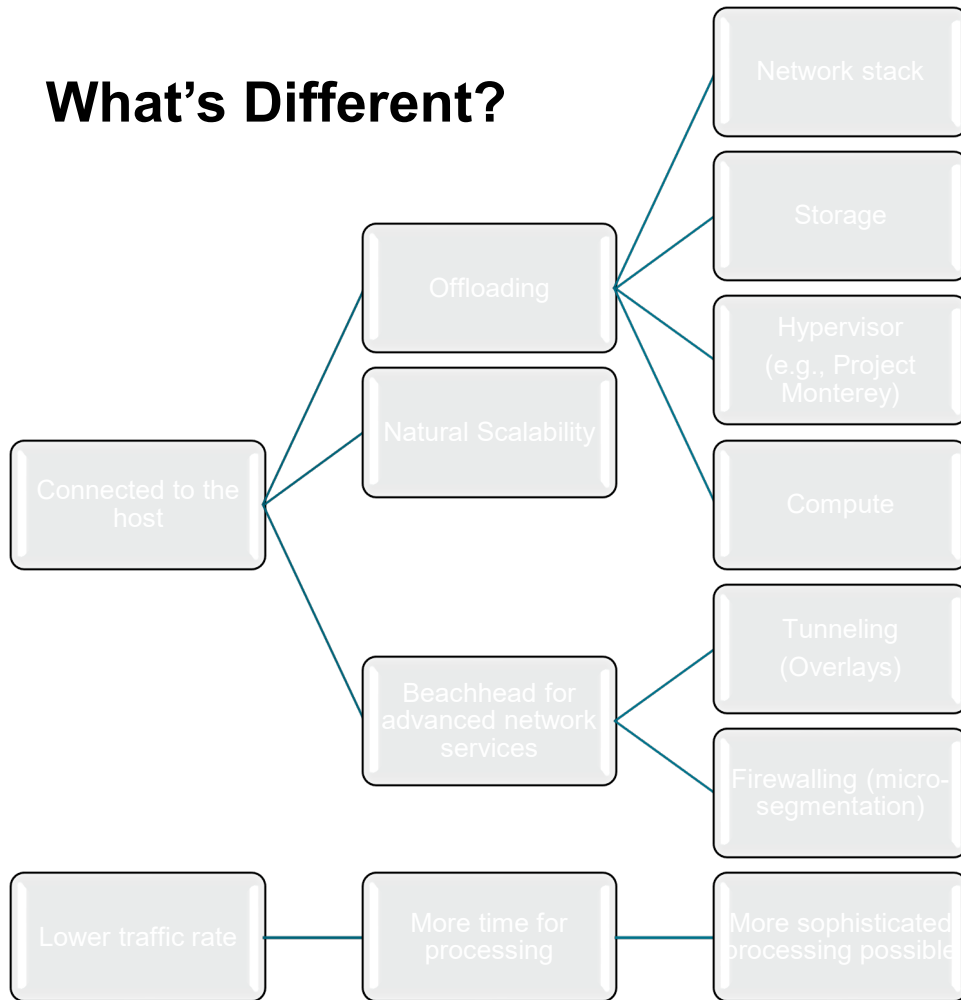 What's Different?
Network stack
Storage
Offloading
Hypervisor
(e.g., Project
Monterey)
Natural Scalability
Connected to the
host
Compute
Tunneling
(Overlays)
Beachhead for
advanced network
services
Firewalling (micro-
segmentation)
Lower traffic rate
More time for
processing
More sophisticated
processing possible